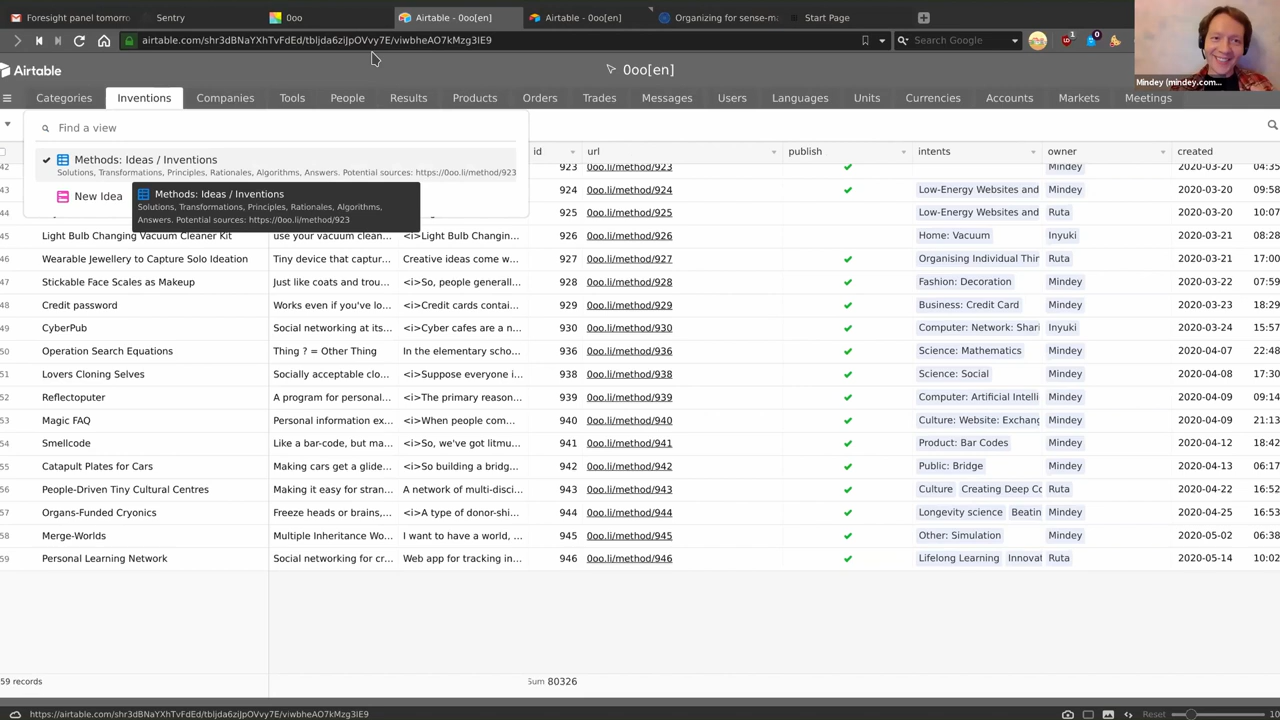 Foresight panel tomorro
Sentry
0oo
Airtable - 0oo[en]
Airtable - 0oo[en]
Organizing for sense-ma
Start Page
airtable.com/shr3dBNaYXhTvFdEd/tbljda6ziJpOVvy7E/viwbheAO7kMzg3lE9
Search Google
Mindey (mindey.com...
Airtable
0oo[en]
Categories
Inventions
Companies
Tools
People
Results
Products
Orders
Trades
Messages
Users
Languages
Units
Currencies
Accounts
Markets
Meetings
Find a view
Methods: Ideas / Inventions
Solutions, Transformations, Principles, Rationales, Algorithms, Answers. Potential sources: https://0oo.li/method/923
New Idea
Methods: Ideas / Inventions
Solutions, Transformations, Principles, Rationales, Algorithms,
Answers. Potential sources: https://0oo.li/method/923
id url publish intents owner created
42 923 0oo.li/method/923 Mindey 2020-03-20 04:35
43 924 0oo.li/method/924 Low-Energy Websites and Mindey 2020-03-20 09:18
44 925 0oo.li/method/925 Low-Energy Websites and Ruta 2020-03-20 10:07
45 Light Bulb Changing Vacuum Cleaner Kit use your vacuum clean... <i>Light Bulb Changin... 926 0oo.li/method/926 Home: Vacuum Inyuki 2020-03-21 08:28
46 Wearable Jewellery to Capture Solo Ideation Tiny device that captur... Creative ideas come w... 927 0oo.li/method/927 Organising Individual Thin Ruta 2020-03-21 17:00
47 Stickable Face Scales as Makeup Just like coats and trou... <i>So, people generall... 928 0oo.li/method/928 Fashion: Decoration Mindey 2020-03-22 07:59
48 Credit password Works even if you've lo... <i>Credit cards contai... 929 0oo.li/method/929 Business: Credit Card Mindey 2020-03-23 18:29
49 CyberPub Social networking at its... <i>Cyber cafes are a n... 930 0oo.li/method/930 Computer: Network: Shari Inyuki 2020-03-24 15:57
50 Operation Search Equations Thing ? = Other Thing In the elementary scho... 936 0oo.li/method/936 Science: Mathematics Mindey 2020-04-07 22:48
51 Lovers Cloning Selves Socially acceptable clo... <i>Suppose everyone i... 938 0oo.li/method/938 Science: Social Mindey 2020-04-08 17:30
52 Reflectoputer A program for personal... <i>The primary reason... 939 0oo.li/method/939 Computer: Artificial Intelli Mindey 2020-04-09 09:14
53 Magic FAQ Personal information ex... <i>When people com... 940 0oo.li/method/940 Culture: Website: Exchang Mindey 2020-04-09 21:13
54 Smellcode Like a bar-code, but ma... <i>So, we've got litmu... 941 0oo.li/method/941 Product: Bar Codes Mindey 2020-04-12 18:42
55 Catapult Plates for Cars Making cars get a glide... <i>So building a bridg... 942 0oo.li/method/942 Public: Bridge Mindey 2020-04-13 06:17
56 People-Driven Tiny Cultural Centres Making it easy for stran... A network of multi-disci... 943 0oo.li/method/943 Culture Creating Deep Co Ruta 2020-04-22 16:52
57 Organs-Funded Cryonics Freeze heads or brains,... <i>A type of donor-shi... 944 0oo.li/method/944 Longevity science Beatin Mindey 2020-04-25 16:53
58 Merge-Worlds Multiple Inheritance Wo... I want to have a world, ... 945 0oo.li/method/945 Other: Simulation Mindey 2020-05-02 06:38
59 Personal Learning Network Social networking for cr... Web app for tracking in... 946 0oo.li/method/946 Lifelong Learning Innovat Ruta 2020-05-14 10:02
59 records
Sum 80326
https://airtable.com/shr3dBNaYXhTvFdEd/tbljda6ziJpOVvy7E/viwbheAO7kMzg3lE9
Reset
10